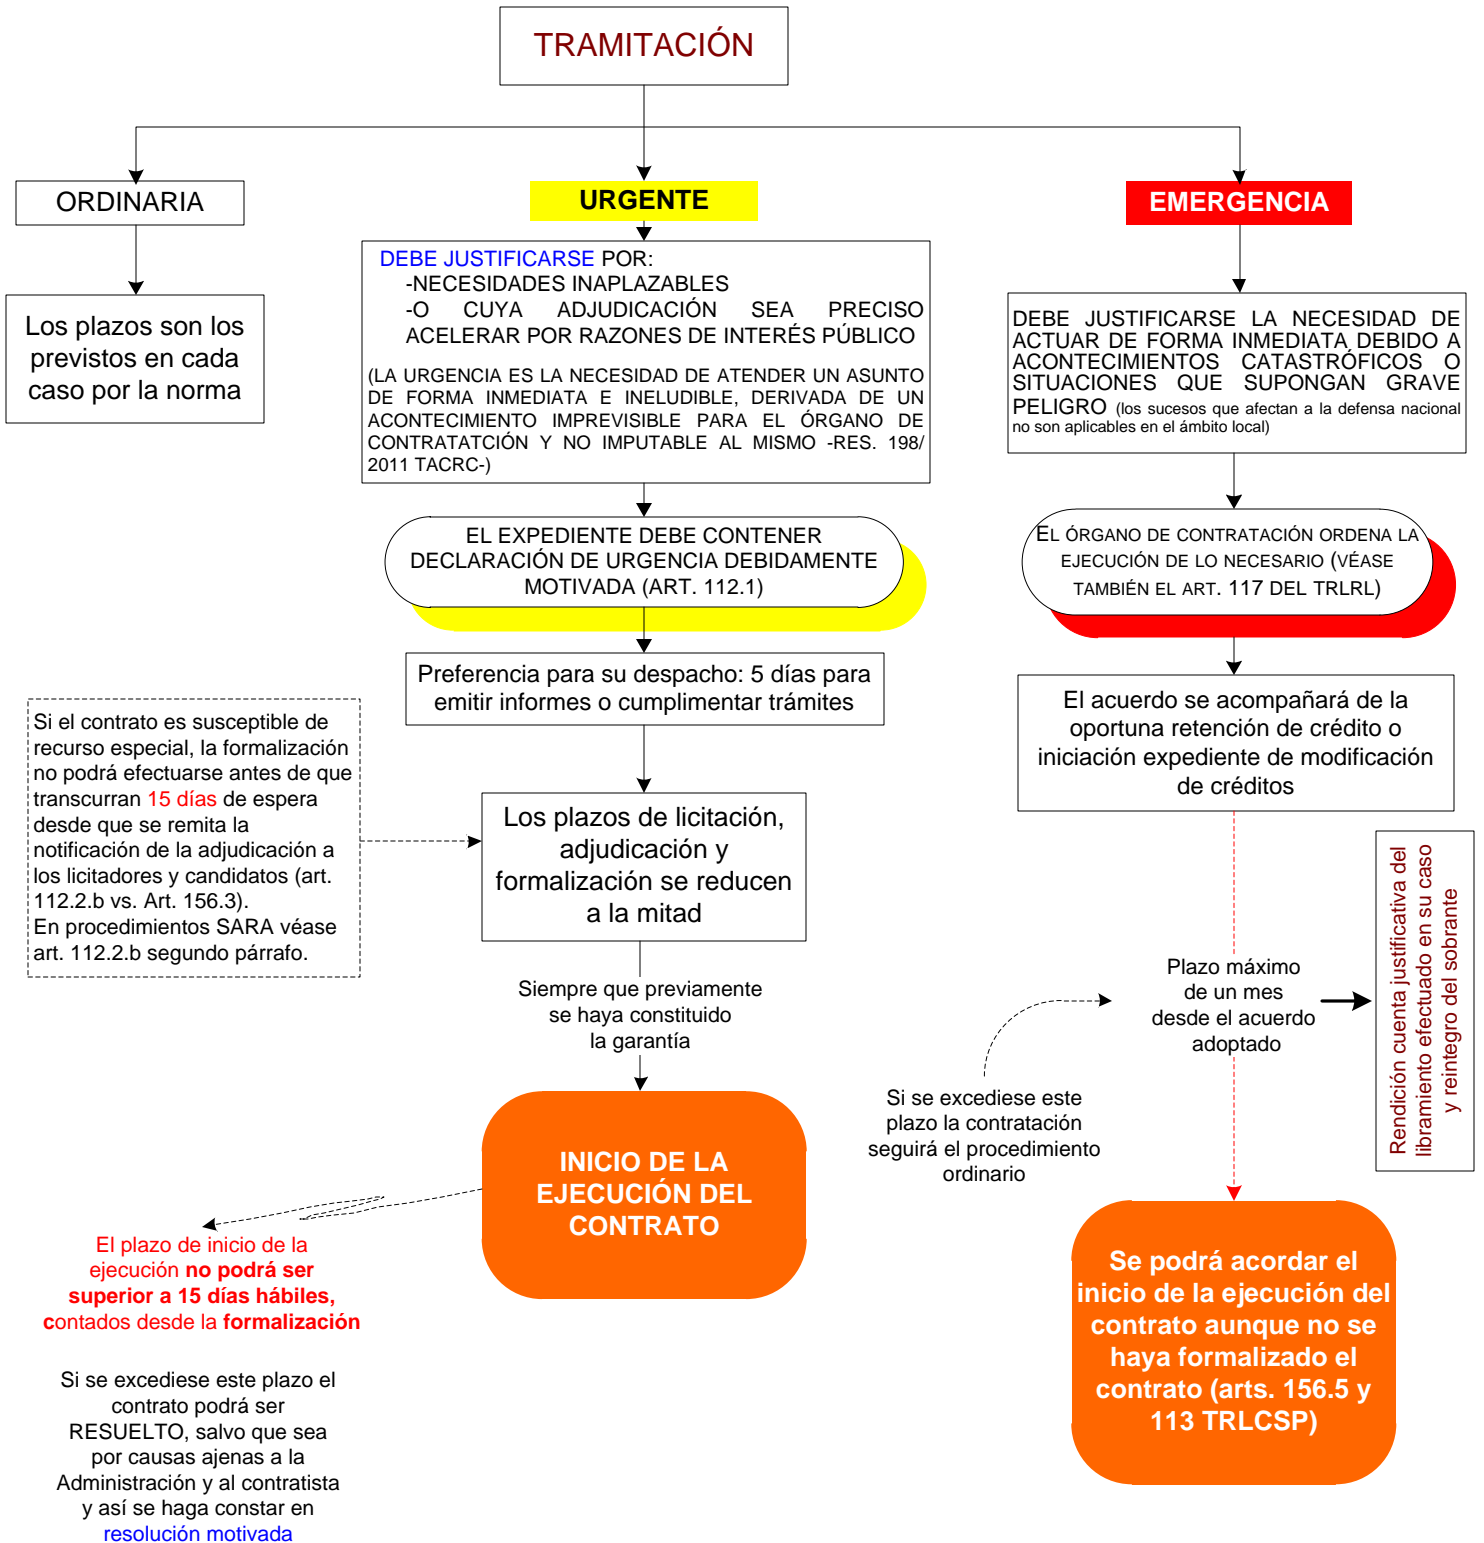 TRAMITACIÓN
ORDINARIA
Los plazos son los
previstos en cada
caso por la norma
URGENTE
DEBE JUSTIFICARSE POR:
-NECESIDADES INAPLAZABLES
-O CUYA ADJUDICACIÓN SEA PRECISO
ACELERAR POR RAZONES DE INTERÉS PÚBLICO
(LA URGENCIA ES LA NECESIDAD DE ATENDER UN ASUNTO
DE FORMA INMEDIATA E INELUDIBLE, DERIVADA DE UN
ACONTECIMIENTO IMPREVISIBLE PARA EL ÓRGANO DE
CONTRATATCIÓN Y NO IMPUTABLE AL MISMO -RES. 198/
2011 TACRC-)
EL EXPEDIENTE DEBE CONTENER
DECLARACIÓN DE URGENCIA DEBIDAMENTE
MOTIVADA (ART. 112.1)
Preferencia para su despacho: 5 días para
emitir informes o cumplimentar trámites
Si el contrato es susceptible de
recurso especial, la formalización
no podrá efectuarse antes de que
transcurran 15 días de espera
desde que se remita la
notificación de la adjudicación a
los licitadores y candidatos (art.
112.2.b vs. Art. 156.3).
En procedimientos SARA véase
art. 112.2.b segundo párrafo.
Los plazos de licitación,
adjudicación y
formalización se reducen
a la mitad
Siempre que previamente
se haya constituido
la garantía
INICIO DE LA
EJECUCIÓN DEL
CONTRATO
El plazo de inicio de la
ejecución no podrá ser
superior a 15 días hábiles,
contados desde la formalización
Si se excediese este plazo el
contrato podrá ser
RESUELTO, salvo que sea
por causas ajenas a la
Administración y al contratista
y así se haga constar en
resolución motivada
EMERGENCIA
DEBE JUSTIFICARSE LA NECESIDAD DE
ACTUAR DE FORMA INMEDIATA DEBIDO A
ACONTECIMIENTOS CATASTRÓFICOS O
SITUACIONES QUE SUPONGAN GRAVE
PELIGRO (los sucesos que afectan a la defensa nacional
no son aplicables en el ámbito local)
EL ÓRGANO DE CONTRATACIÓN ORDENA LA
EJECUCIÓN DE LO NECESARIO (VÉASE
TAMBIÉN EL ART. 117 DEL TRLRL)
El acuerdo se acompañará de la
oportuna retención de crédito o
iniciación expediente de modificación
de créditos
Plazo máximo
de un mes
desde el acuerdo
adoptado
Rendición cuenta justificativa del
libramiento efectuado en su caso
y reintegro del sobrante
Si se excediese este
plazo la contratación
seguirá el procedimiento
ordinario
Se podrá acordar el
inicio de la ejecución del
contrato aunque no se
haya formalizado el
contrato (arts. 156.5 y
113 TRLCSP)